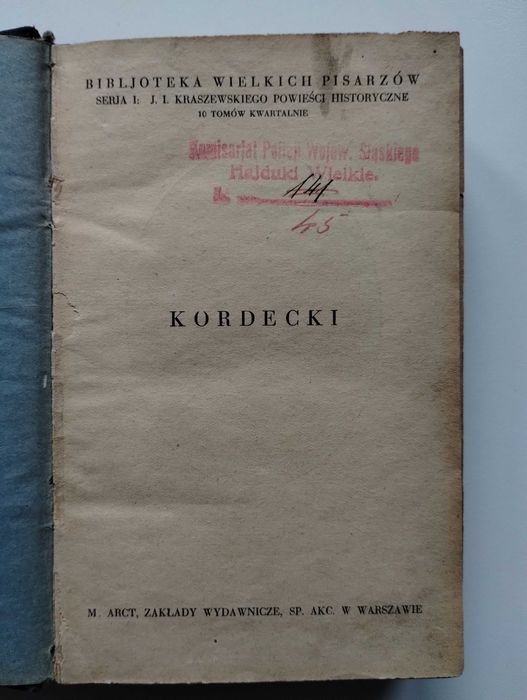 BIBLJOTEKA WIELKICH PISARZÓW
SERJA I: J. I. KRASZEWSKIEGO POWIEŚCI HISTORYCZNE
10 TOMÓW KWARTALNIE
Komisarjat Policji Wojew. Śląskiego
Hajduki Wielkie.
№ 141
45
KORDECKI
M. ARCT, ZAKŁADY WYDAWNICZE, SP. AKC. W WARSZAWIE